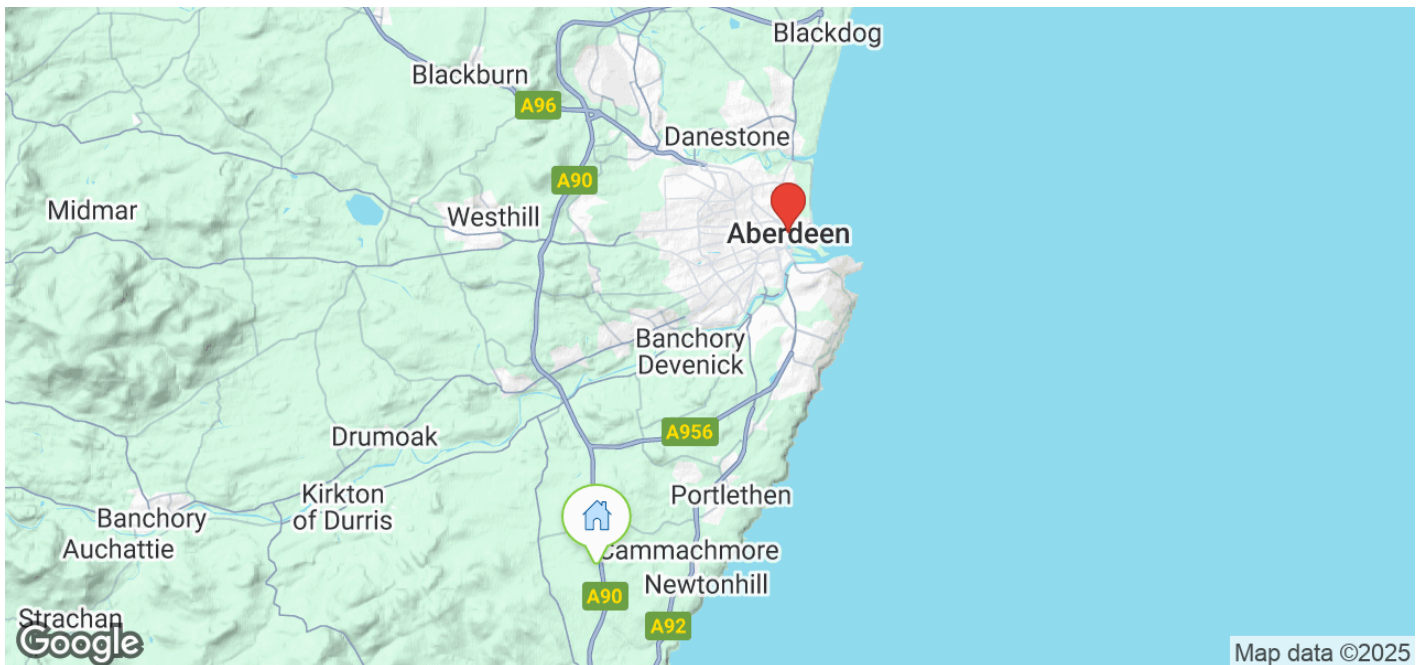 Blackdog
Blackburn
A96
Danestone
A90
Midmar
Westhill
Aberdeen
Banchory
Devenick
A956
Drumoak
Kirkton
of Durris
Portlethen
Banchory
Auchattie
Cammachmore
Newtonhill
A90
Strachan
A92
Google
Map data ©2025